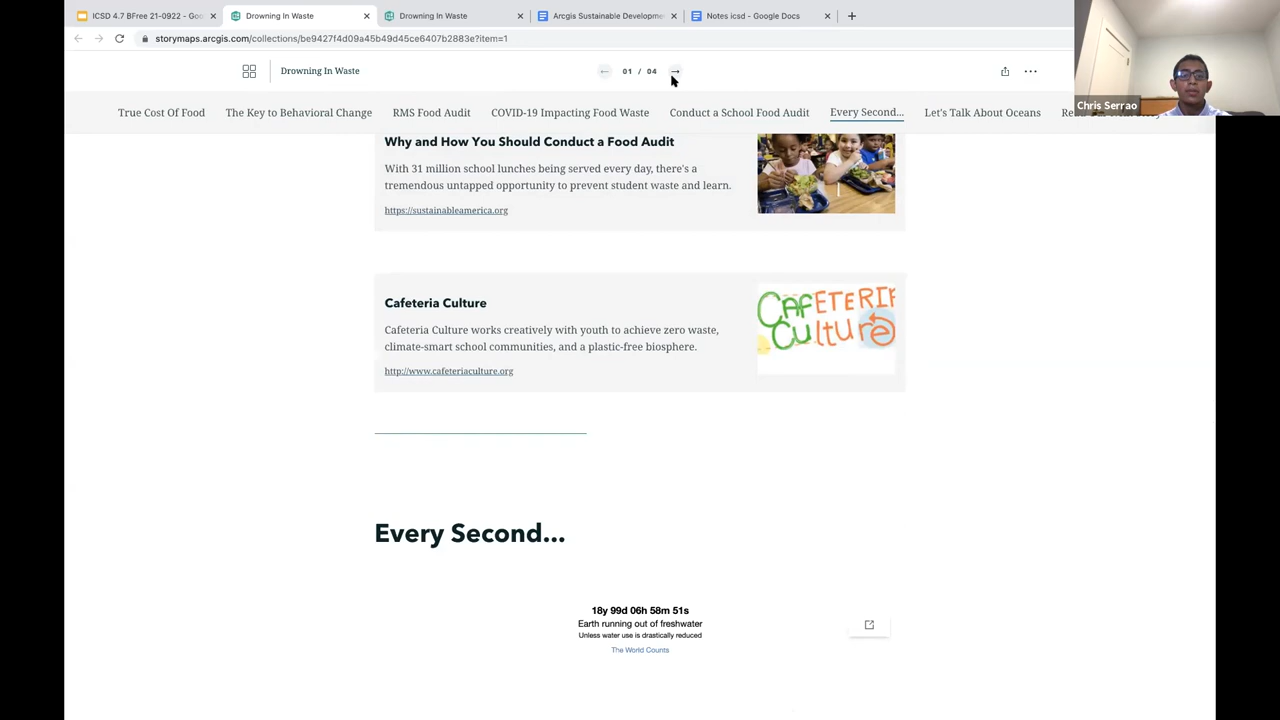 ICSD 4.7 BFree 21-0922 - Goo
Drowning In Waste
Drowning In Waste
Arcgis Sustainable Developme
Notes icsd - Google Docs
storymaps.arcgis.com/collections/be9427f4d09a45b49d45ce6407b2883e?item=1
Drowning In Waste
01 / 04
Chris Serrao
True Cost Of Food
The Key to Behavioral Change
RMS Food Audit
COVID-19 Impacting Food Waste
Conduct a School Food Audit
Every Second...
Let's Talk About Oceans
Why and How You Should Conduct a Food Audit
With 31 million school lunches being served every day, there's a
tremendous untapped opportunity to prevent student waste and learn.
https://sustainableamerica.org
Cafeteria Culture
Cafeteria Culture works creatively with youth to achieve zero waste,
climate-smart school communities, and a plastic-free biosphere.
http://www.cafeteriaculture.org
CAFETERIA
Culture
Every Second...
18y 99d 06h 58m 51s
Earth running out of freshwater
Unless water use is drastically reduced
The World Counts